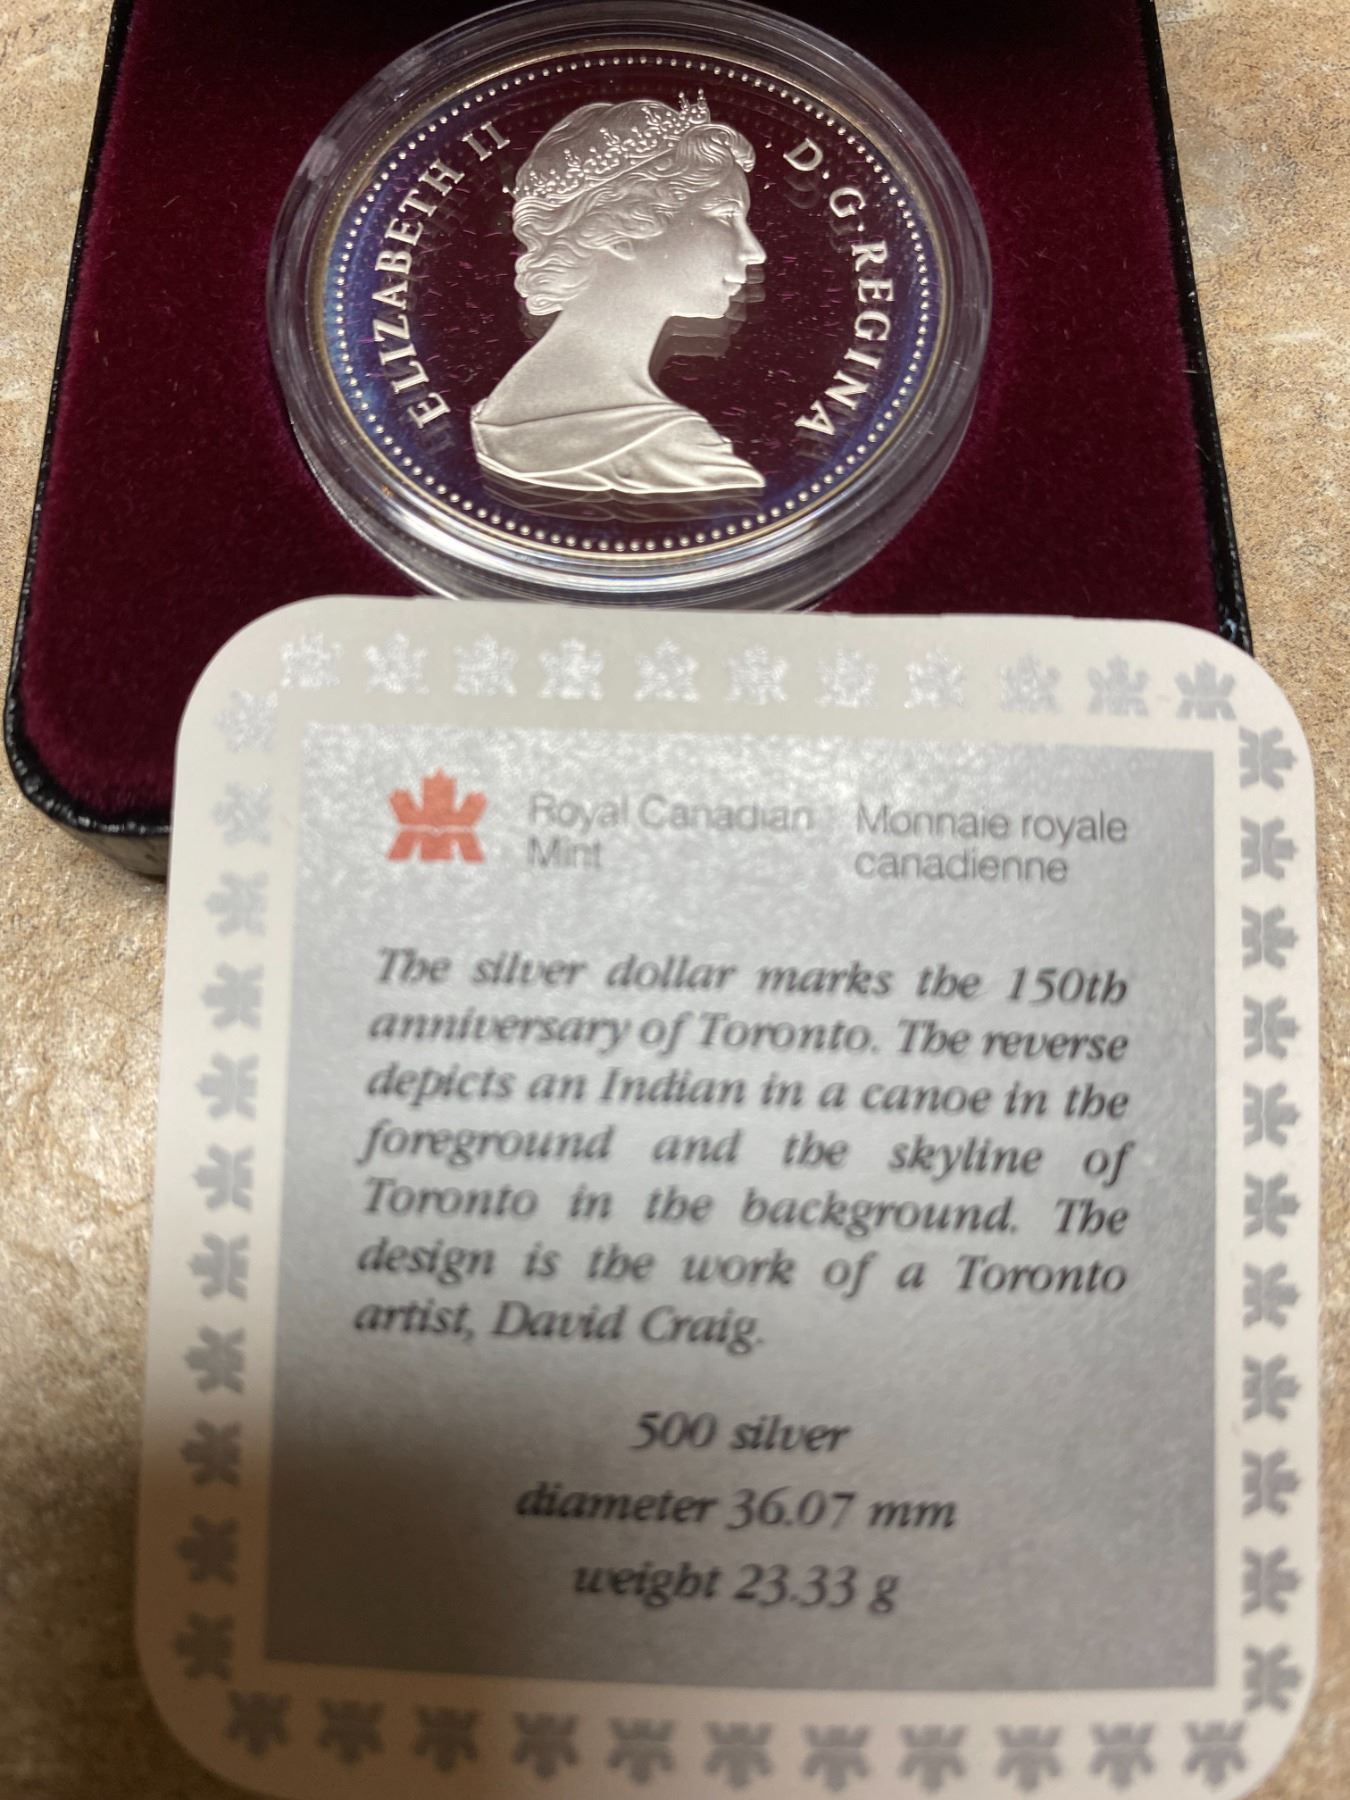 ELIZABETH II D·G·REGINA
Royal Canadian Mint
Monnaie royale canadienne
The silver dollar marks the 150th
anniversary of Toronto. The reverse
depicts an Indian in a canoe in the
foreground and the skyline of
Toronto in the background. The
design is the work of a Toronto
artist, David Craig.
500 silver
diameter 36.07 mm
weight 23.33 g